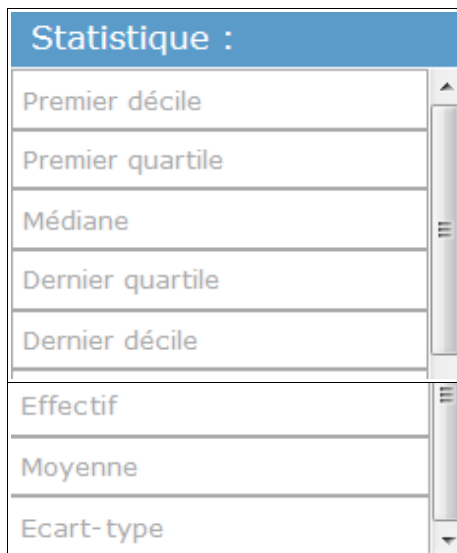 Statistique :
Premier décile
Premier quartile
Médiane
Dernier quartile
Dernier décile
Effectif
Moyenne
Ecart-type